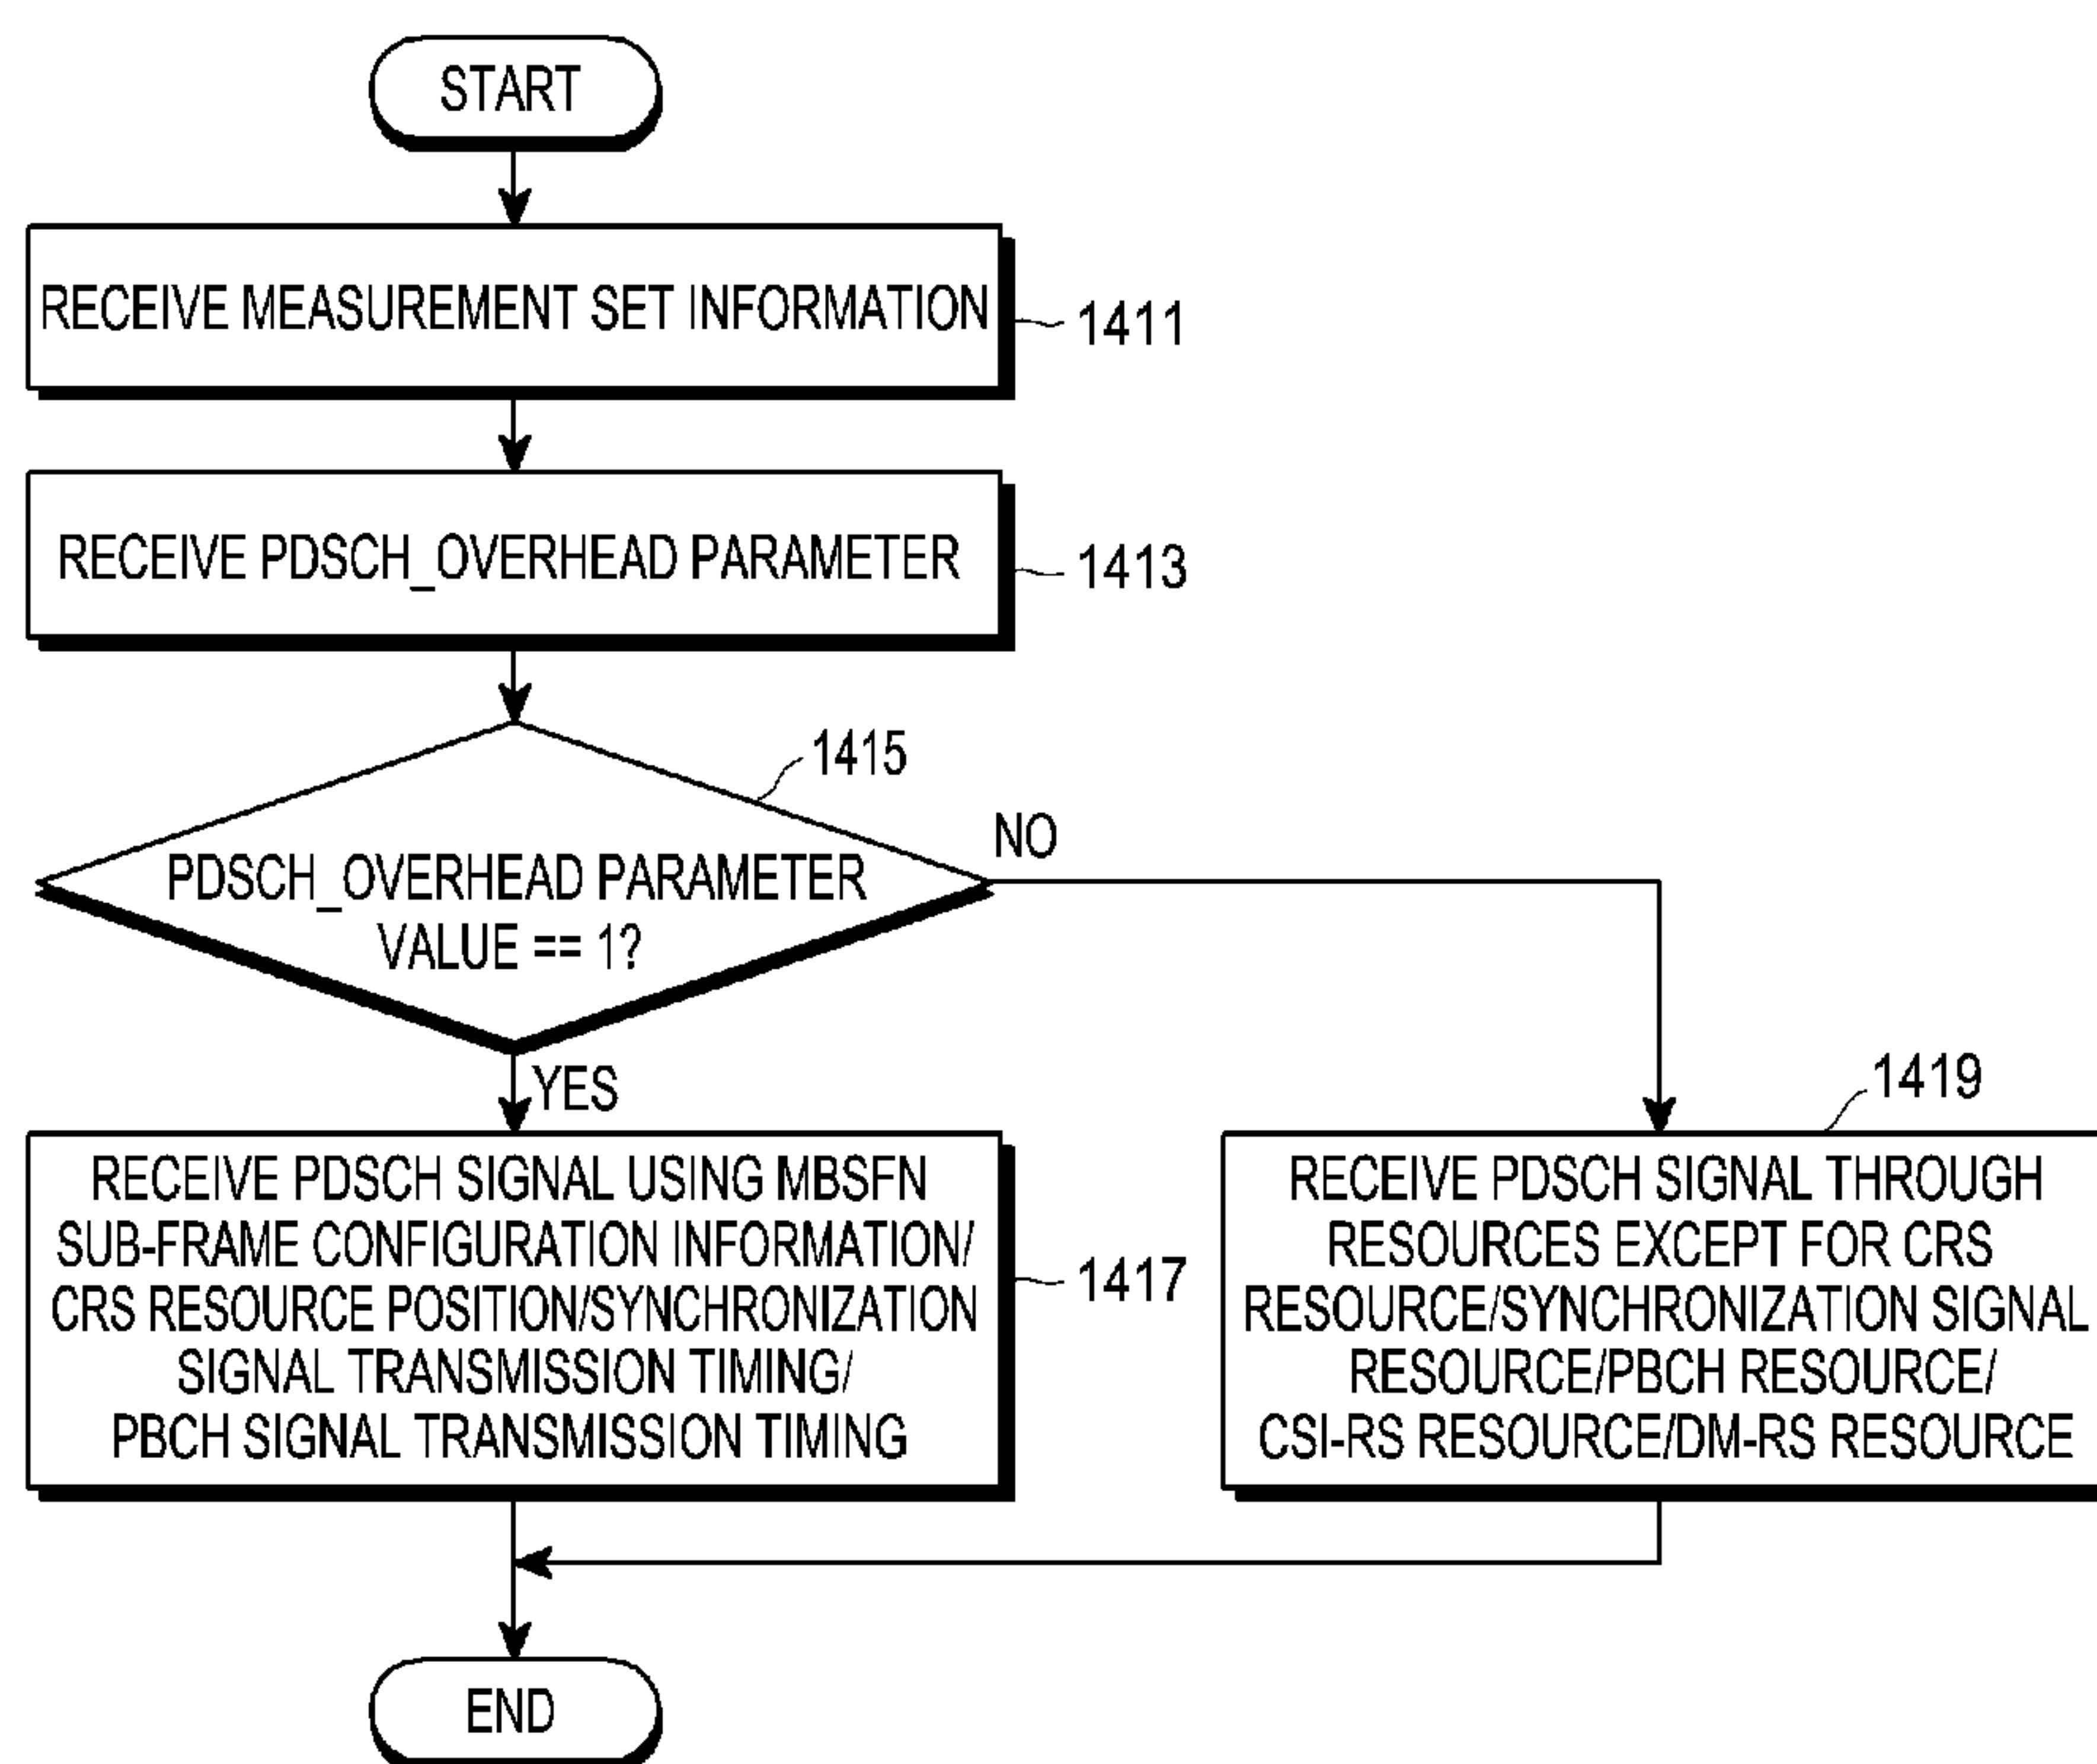 START
RECEIVE MEASUREMENT SET INFORMATION
1411
RECEIVE PDSCH_OVERHEAD PARAMETER
1413
1415
PDSCH_OVERHEAD PARAMETER
VALUE == 1?
NO
YES
RECEIVE PDSCH SIGNAL USING MBSFN
SUB-FRAME CONFIGURATION INFORMATION/
CRS RESOURCE POSITION/SYNCHRONIZATION
SIGNAL TRANSMISSION TIMING/
PBCH SIGNAL TRANSMISSION TIMING
1417
1419
RECEIVE PDSCH SIGNAL THROUGH
RESOURCES EXCEPT FOR CRS
RESOURCE/SYNCHRONIZATION SIGNAL
RESOURCE/PBCH RESOURCE/
CSI-RS RESOURCE/DM-RS RESOURCE
END